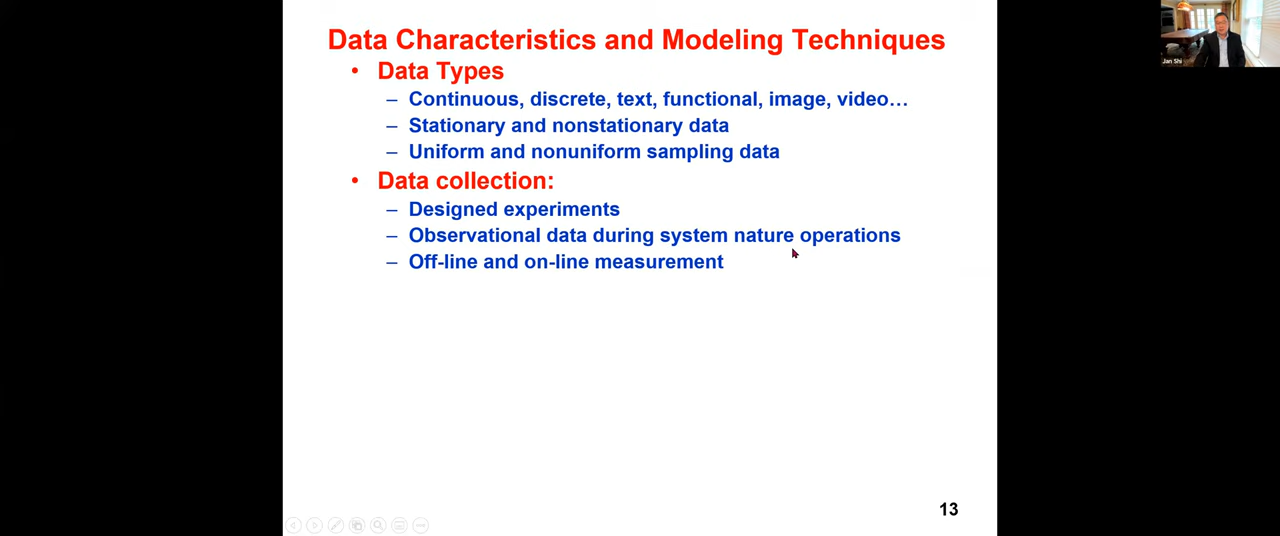 Data Characteristics and Modeling Techniques
• Data Types
– Continuous, discrete, text, functional, image, video…
– Stationary and nonstationary data
– Uniform and nonuniform sampling data
• Data collection:
– Designed experiments
– Observational data during system nature operations
– Off-line and on-line measurement
13
Jan Shi